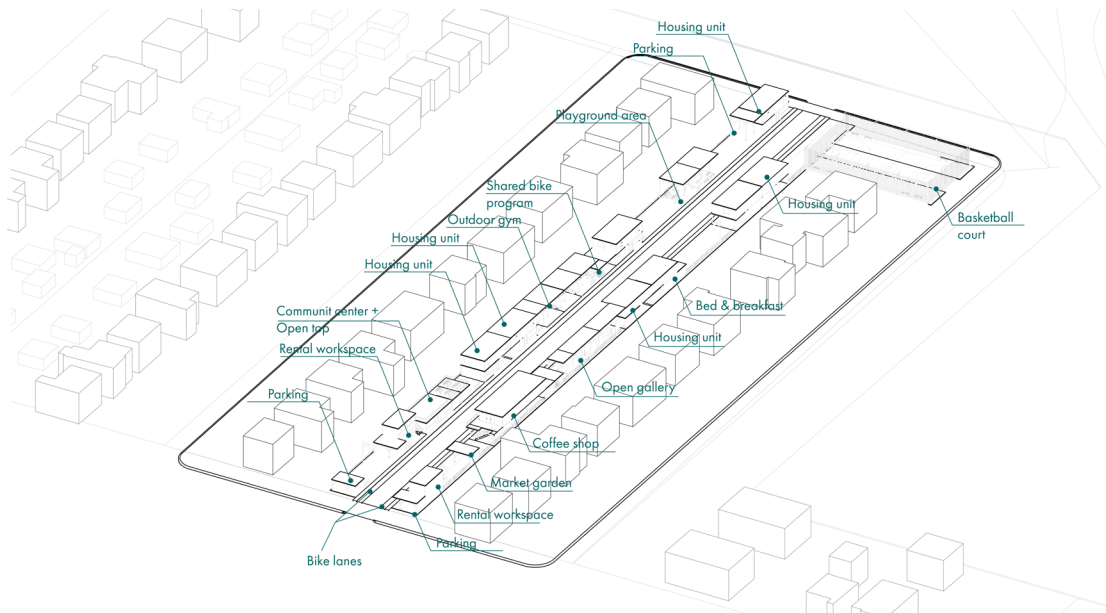 Housing unit
Parking
Playground area
Shared bike
program
Outdoor gym
Housing unit
Housing unit
Communit center +
Open top
Rental workspace
Parking
Housing unit
Basketball
court
Bed & breakfast
Housing unit
Open gallery
Coffee shop
Market garden
Rental workspace
Parking
Bike lanes